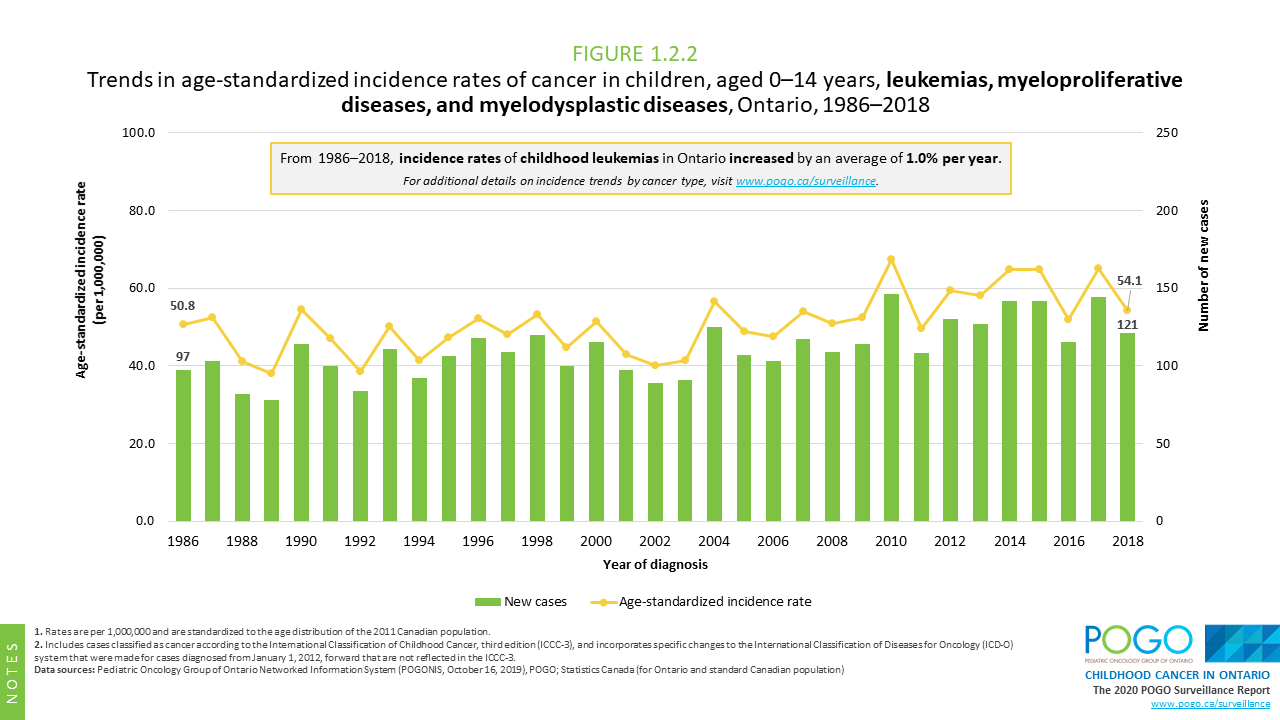 FIGURE 1.2.2
Trends in age-standardized incidence rates of cancer in children, aged 0–14 years, leukemias, myeloproliferative
diseases, and myelodysplastic diseases, Ontario, 1986–2018
100.0
80.0
60.0
40.0
20.0
0.0
Age-standardized incidence rate
(per 1,000,000)
From 1986–2018, incidence rates of childhood leukemias in Ontario increased by an average of 1.0% per year.
For additional details on incidence trends by cancer type, visit www.pogo.ca/surveillance.
50.8
97
54.1
121
250
200
150
100
50
0
Number of new cases
1986 1988 1990 1992 1994 1996 1998 2000 2002 2004 2006 2008 2010 2012 2014 2016 2018
Year of diagnosis
New cases Age-standardized incidence rate
NOTES
1. Rates are per 1,000,000 and are standardized to the age distribution of the 2011 Canadian population.
2. Includes cases classified as cancer according to the International Classification of Childhood Cancer, third edition (ICCC-3), and incorporates specific changes to the International Classification of Diseases for Oncology (ICD-O)
system that were made for cases diagnosed from January 1, 2012, forward that are not reflected in the ICCC-3.
Data sources: Pediatric Oncology Group of Ontario Networked Information System (POGONIS, October 16, 2019), POGO; Statistics Canada (for Ontario and standard Canadian population)
POGO
PEDIATRIC ONCOLOGY GROUP OF ONTARIO
CHILDHOOD CANCER IN ONTARIO
The 2020 POGO Surveillance Report
www.pogo.ca/surveillance